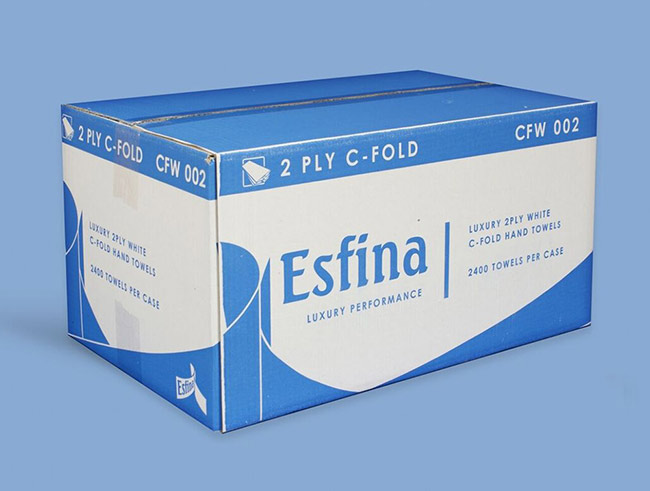 2 PLY C-FOLD CFW 002
LUXURY 2PLY WHITE
C-FOLD HAND TOWELS
2400 TOWELS PER CASE
Esfina
2 PLY C-FOLD CFW 002
Esfina
LUXURY PERFORMANCE
LUXURY 2PLY WHITE
C-FOLD HAND TOWELS
2400 TOWELS PER CASE